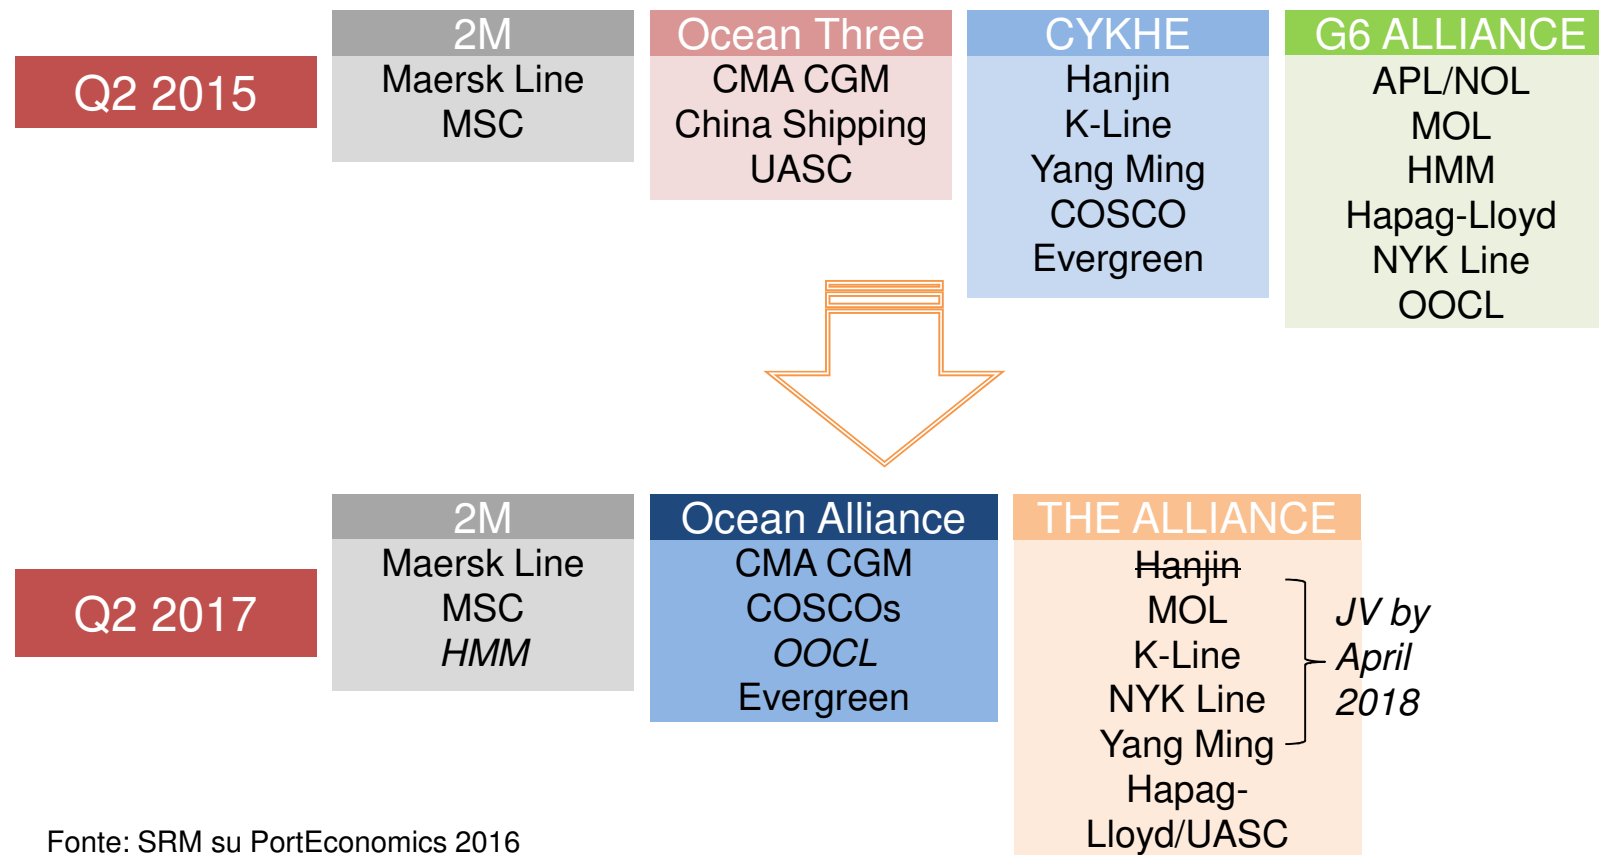 Q2 2015
2M
Maersk Line
MSC
Ocean Three
CMA CGM
China Shipping
UASC
CYKHE
Hanjin
K-Line
Yang Ming
COSCO
Evergreen
G6 ALLIANCE
APL/NOL
MOL
HMM
Hapag-Lloyd
NYK Line
OOCL
Q2 2017
2M
Maersk Line
MSC
HMM
Ocean Alliance
CMA CGM
COSCOs
OOCL
Evergreen
THE ALLIANCE
Hanjin
MOL
K-Line
NYK Line
Yang Ming
Hapag-
Lloyd/UASC
JV by
April
2018
Fonte: SRM su PortEconomics 2016